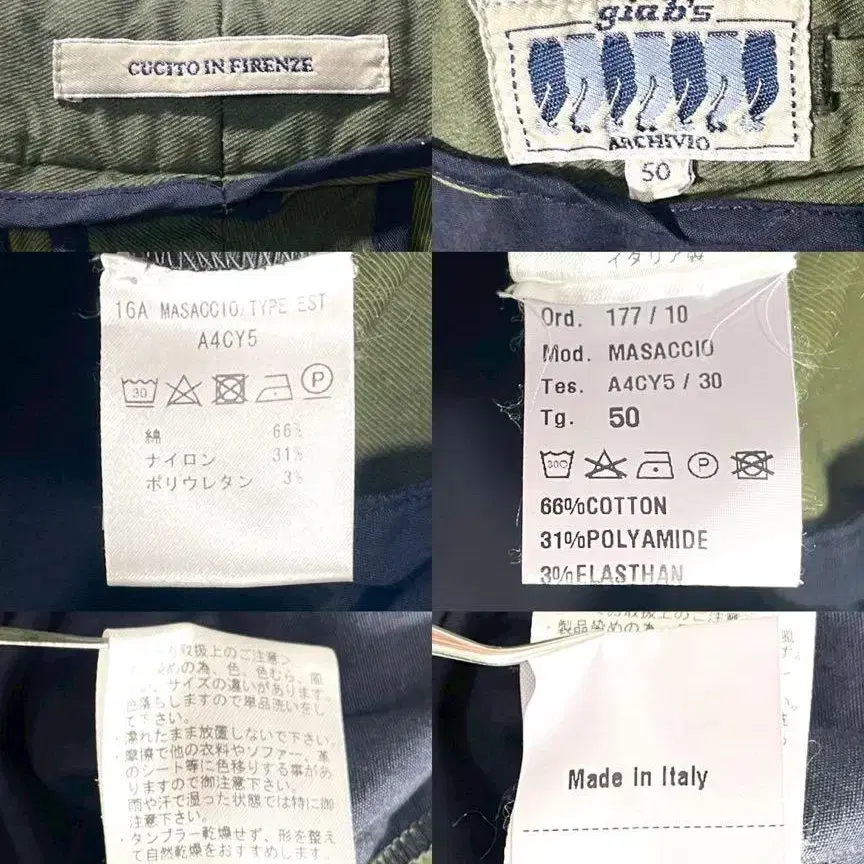 CUCITO IN FIRENZE
giab's
ARCHIVIO
50
16A MASACCIO/TYPE EST
A4CY5
30
P
綿 66%
ナイロン 31%
ポリウレタン 3%
イタリア製
Ord. 177 / 10
Mod. MASACCIO
Tes. A4CY5 / 30
Tg. 50
P
66%COTTON
31%POLYAMIDE
3%ELASTHAN
取扱上のご注意>
染めの為、色、色むら、風
、サイズの違いがあります。
色落ちしますので単品洗いをし
て下さい。
・濡れたまま放置しないで下さい。
・摩擦で他の衣料やソファー、革
のシート等に色移りする事があ
りますので御注意下さい。
雨や汗で湿った状態では特に御
注意下さい。
・タンブラー乾燥せず、形を整え
て自然乾燥をおすすめします。
の取扱上のご注意
・製品染めの為、
風
Made in Italy